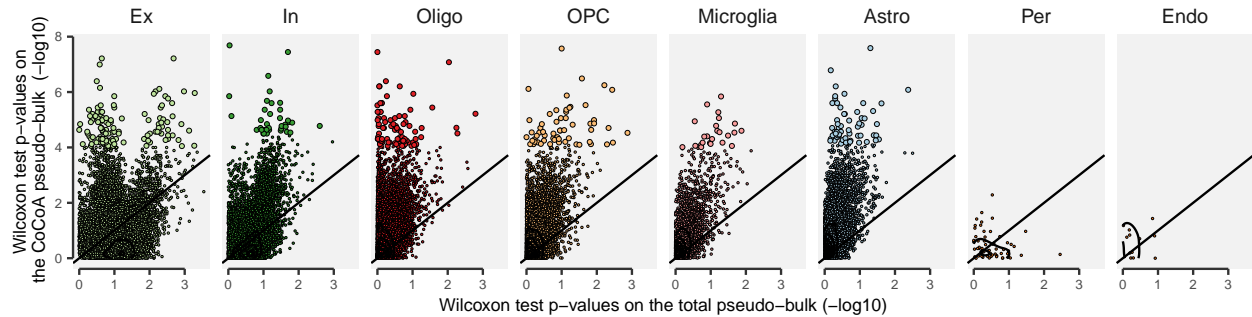 Ex In Oligo OPC Microglia Astro Per Endo
Wilcoxon test p-values on
the CoCoA pseudo-bulk (−log10)
8
6
4
2
0
0 1 2 3 0 1 2 3 0 1 2 3 0 1 2 3 0 1 2 3 0 1 2 3 0 1 2 3 0 1 2 3
Wilcoxon test p-values on the total pseudo-bulk (−log10)